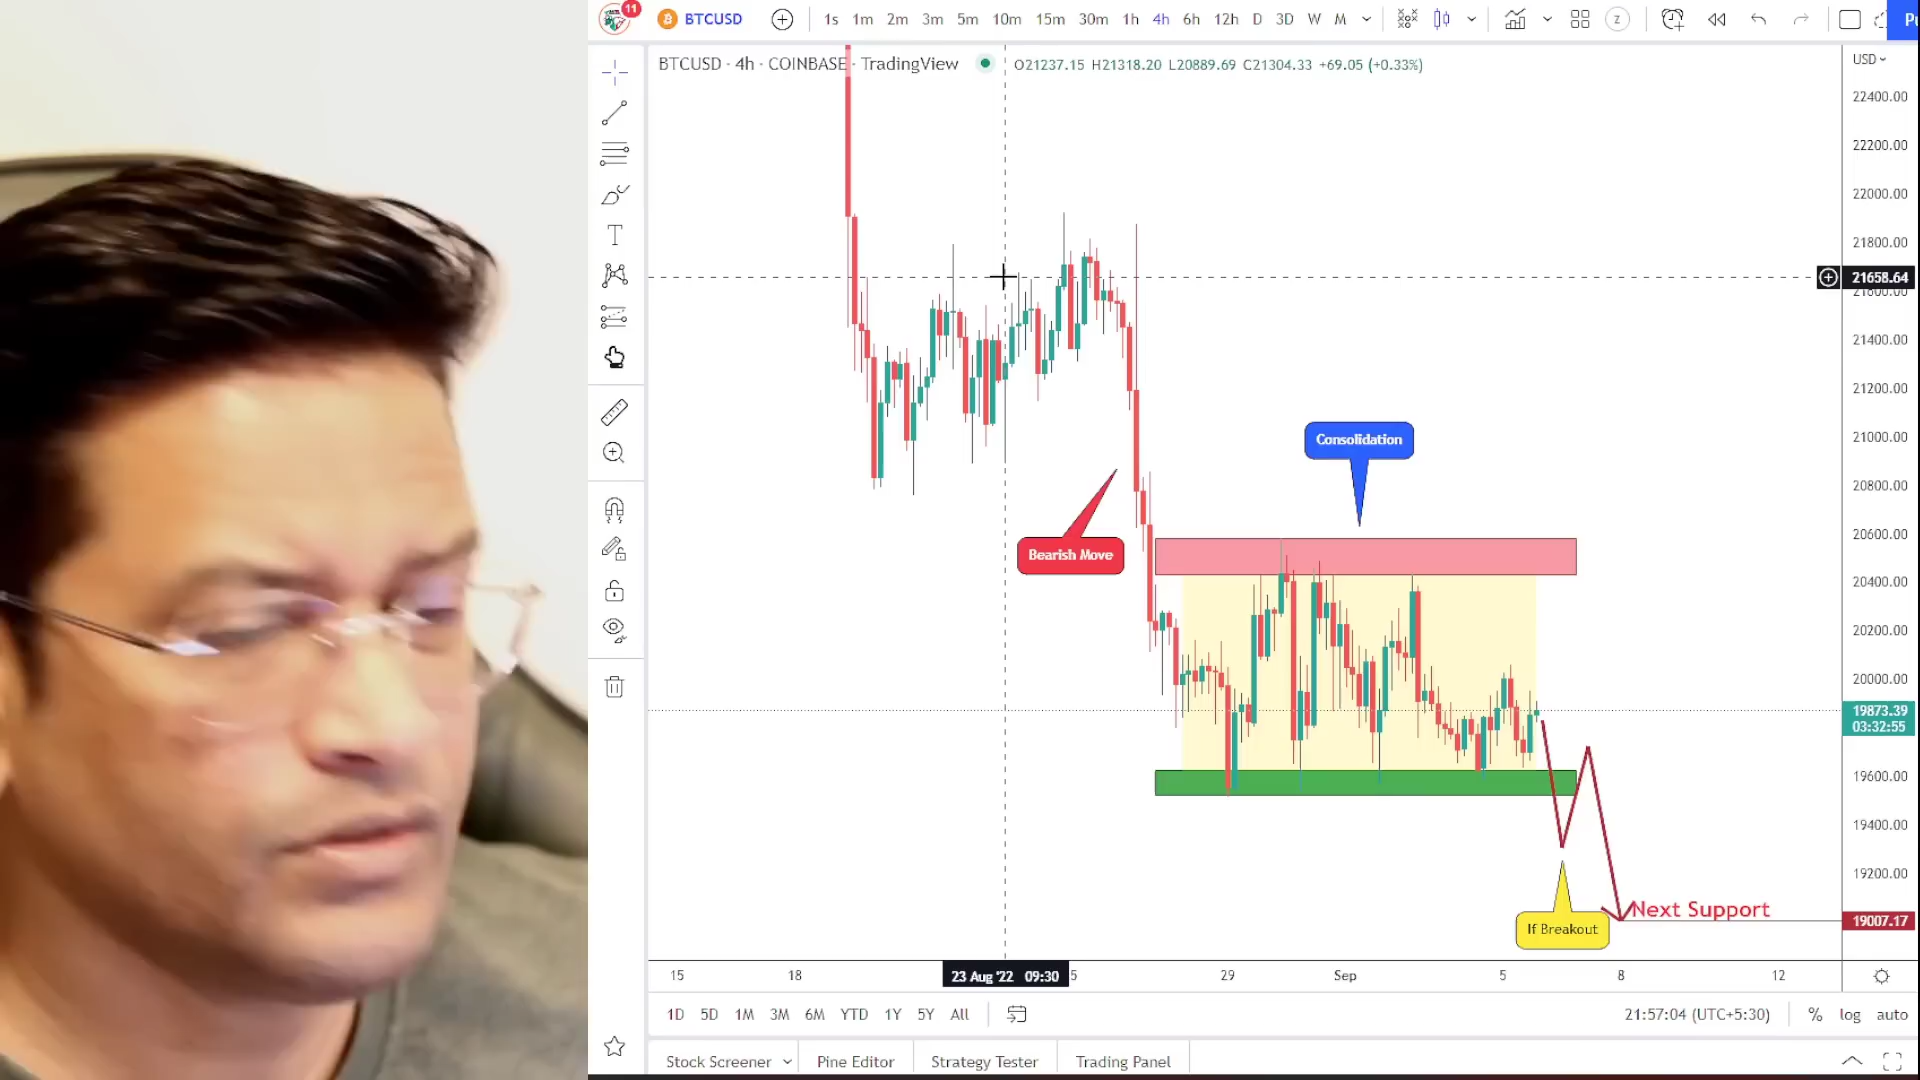 11
BTCUSD
1s 1m 2m 3m 5m 10m 15m 30m 1h 4h 6h 12h D 3D W M
Z
BTCUSD · 4h · COINBASE · TradingView
O21237.15 H21318.20 L20889.69 C21304.33 +69.05 (+0.33%)
USD
22400.00
22200.00
22000.00
21800.00
21658.64
21600.00
21400.00
21200.00
21000.00
Consolidation
20800.00
20600.00
Bearish Move
20400.00
20200.00
20000.00
19873.39
03:32:55
19600.00
19400.00
19200.00
Next Support
19007.17
If Breakout
15 18 23 Aug '22 09:30 5 29 Sep 5 8 12
1D 5D 1M 3M 6M YTD 1Y 5Y All
21:57:04 (UTC+5:30) % log auto
Stock Screener Pine Editor Strategy Tester Trading Panel